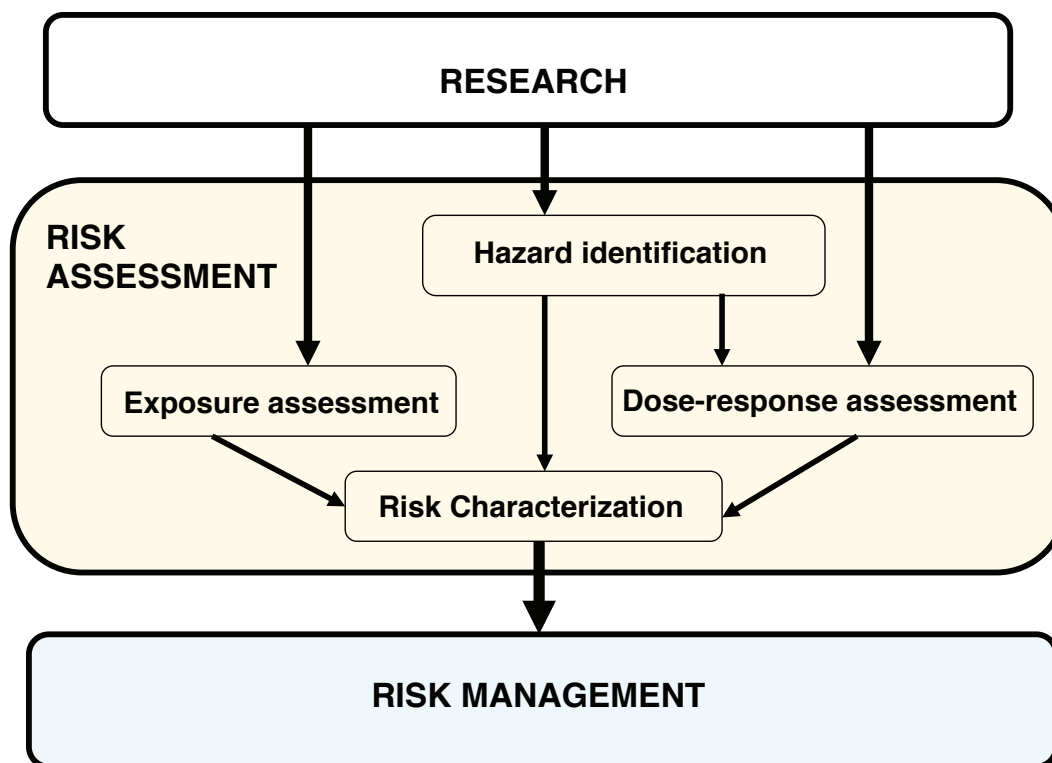 RESEARCH
RISK
ASSESSMENT
Hazard identification
Exposure assessment
Dose-response assessment
Risk Characterization
RISK MANAGEMENT